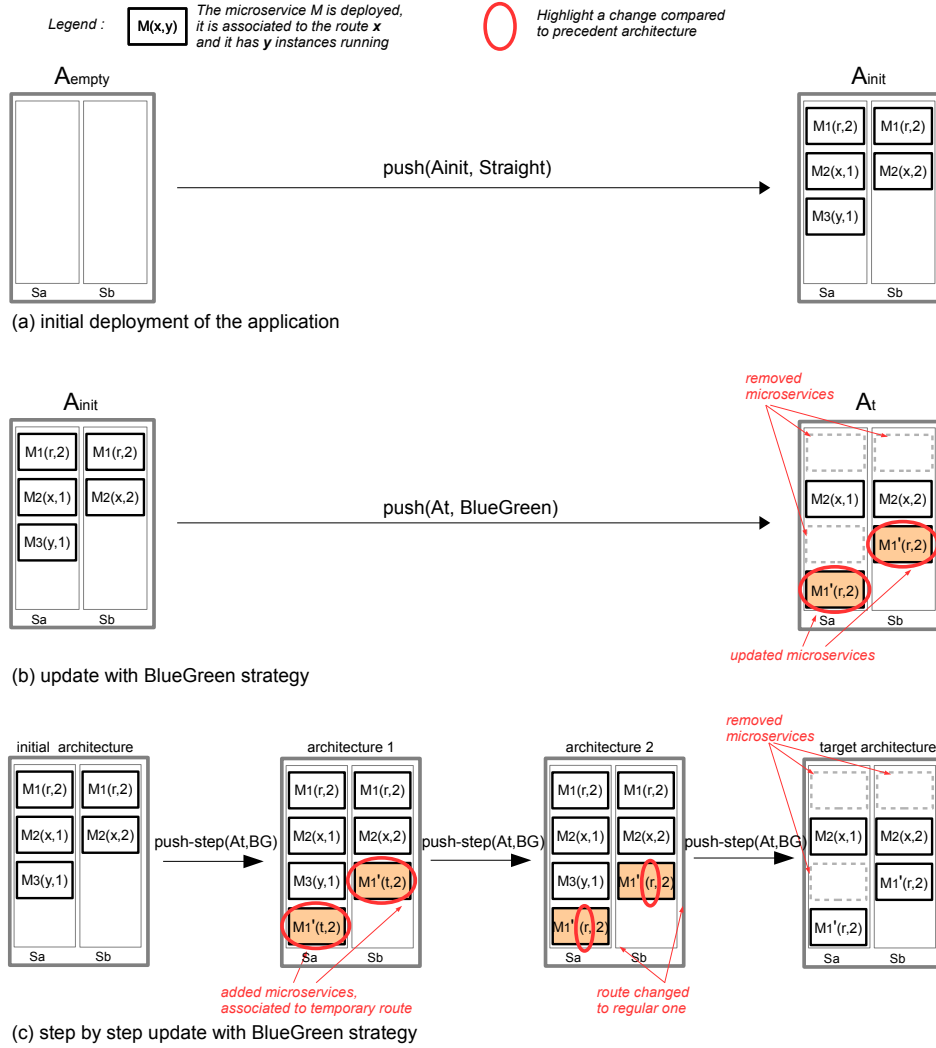 Legend :
M(x,y)
The microservice M is deployed,
it is associated to the route x
and it has y instances running
Highlight a change compared
to precedent architecture
Aempty
Ainit
M1(r,2) M1(r,2)
M2(x,1) M2(x,2)
M3(y,1)
push(Ainit, Straight)
Sa Sb
Sa Sb
(a) initial deployment of the application
removed
microservices
Ainit
At
M1(r,2) M1(r,2)
M2(x,1) M2(x,2)
M3(y,1)
push(At, BlueGreen)
M2(x,1) M2(x,2)
M1'(r,2)
M1'(r,2)
Sa Sb
Sa Sb
updated microservices
(b) update with BlueGreen strategy
removed
microservices
initial architecture
architecture 1
architecture 2
target architecture
M1(r,2) M1(r,2)
M2(x,1) M2(x,2)
M3(y,1)
Sa Sb
push-step(At,BG)
M1(r,2) M1(r,2)
M2(x,1) M2(x,2)
M3(y,1) M1'(t,2)
M1'(t,2)
Sa Sb
push-step(At,BG)
M1(r,2) M1(r,2)
M2(x,1) M2(x,2)
M3(y,1) M1'(r,2)
M1'(r,2)
Sa Sb
push-step(At,BG)
M2(x,1) M2(x,2)
M1'(r,2)
M1'(r,2)
Sa Sb
added microservices,
associated to temporary route
route changed
to regular one
(c) step by step update with BlueGreen strategy